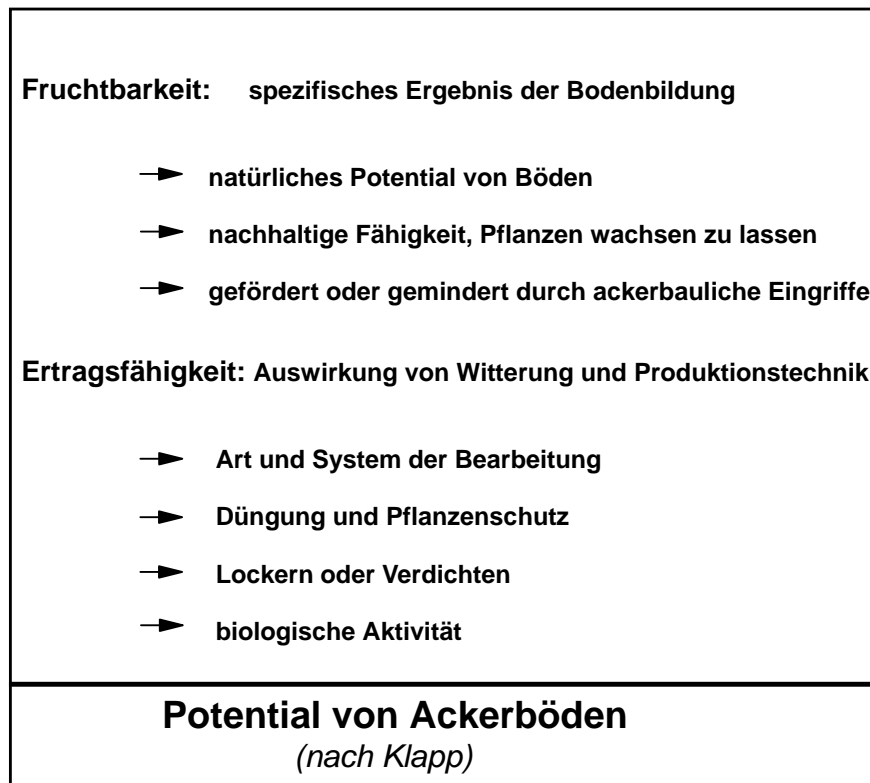 Fruchtbarkeit: spezifisches Ergebnis der Bodenbildung
natürliches Potential von Böden
nachhaltige Fähigkeit, Pflanzen wachsen zu lassen
gefördert oder gemindert durch ackerbauliche Eingriffe
Ertragsfähigkeit: Auswirkung von Witterung und Produktionstechnik
Art und System der Bearbeitung
Düngung und Pflanzenschutz
Lockern oder Verdichten
biologische Aktivität
Potential von Ackerböden
(nach Klapp)